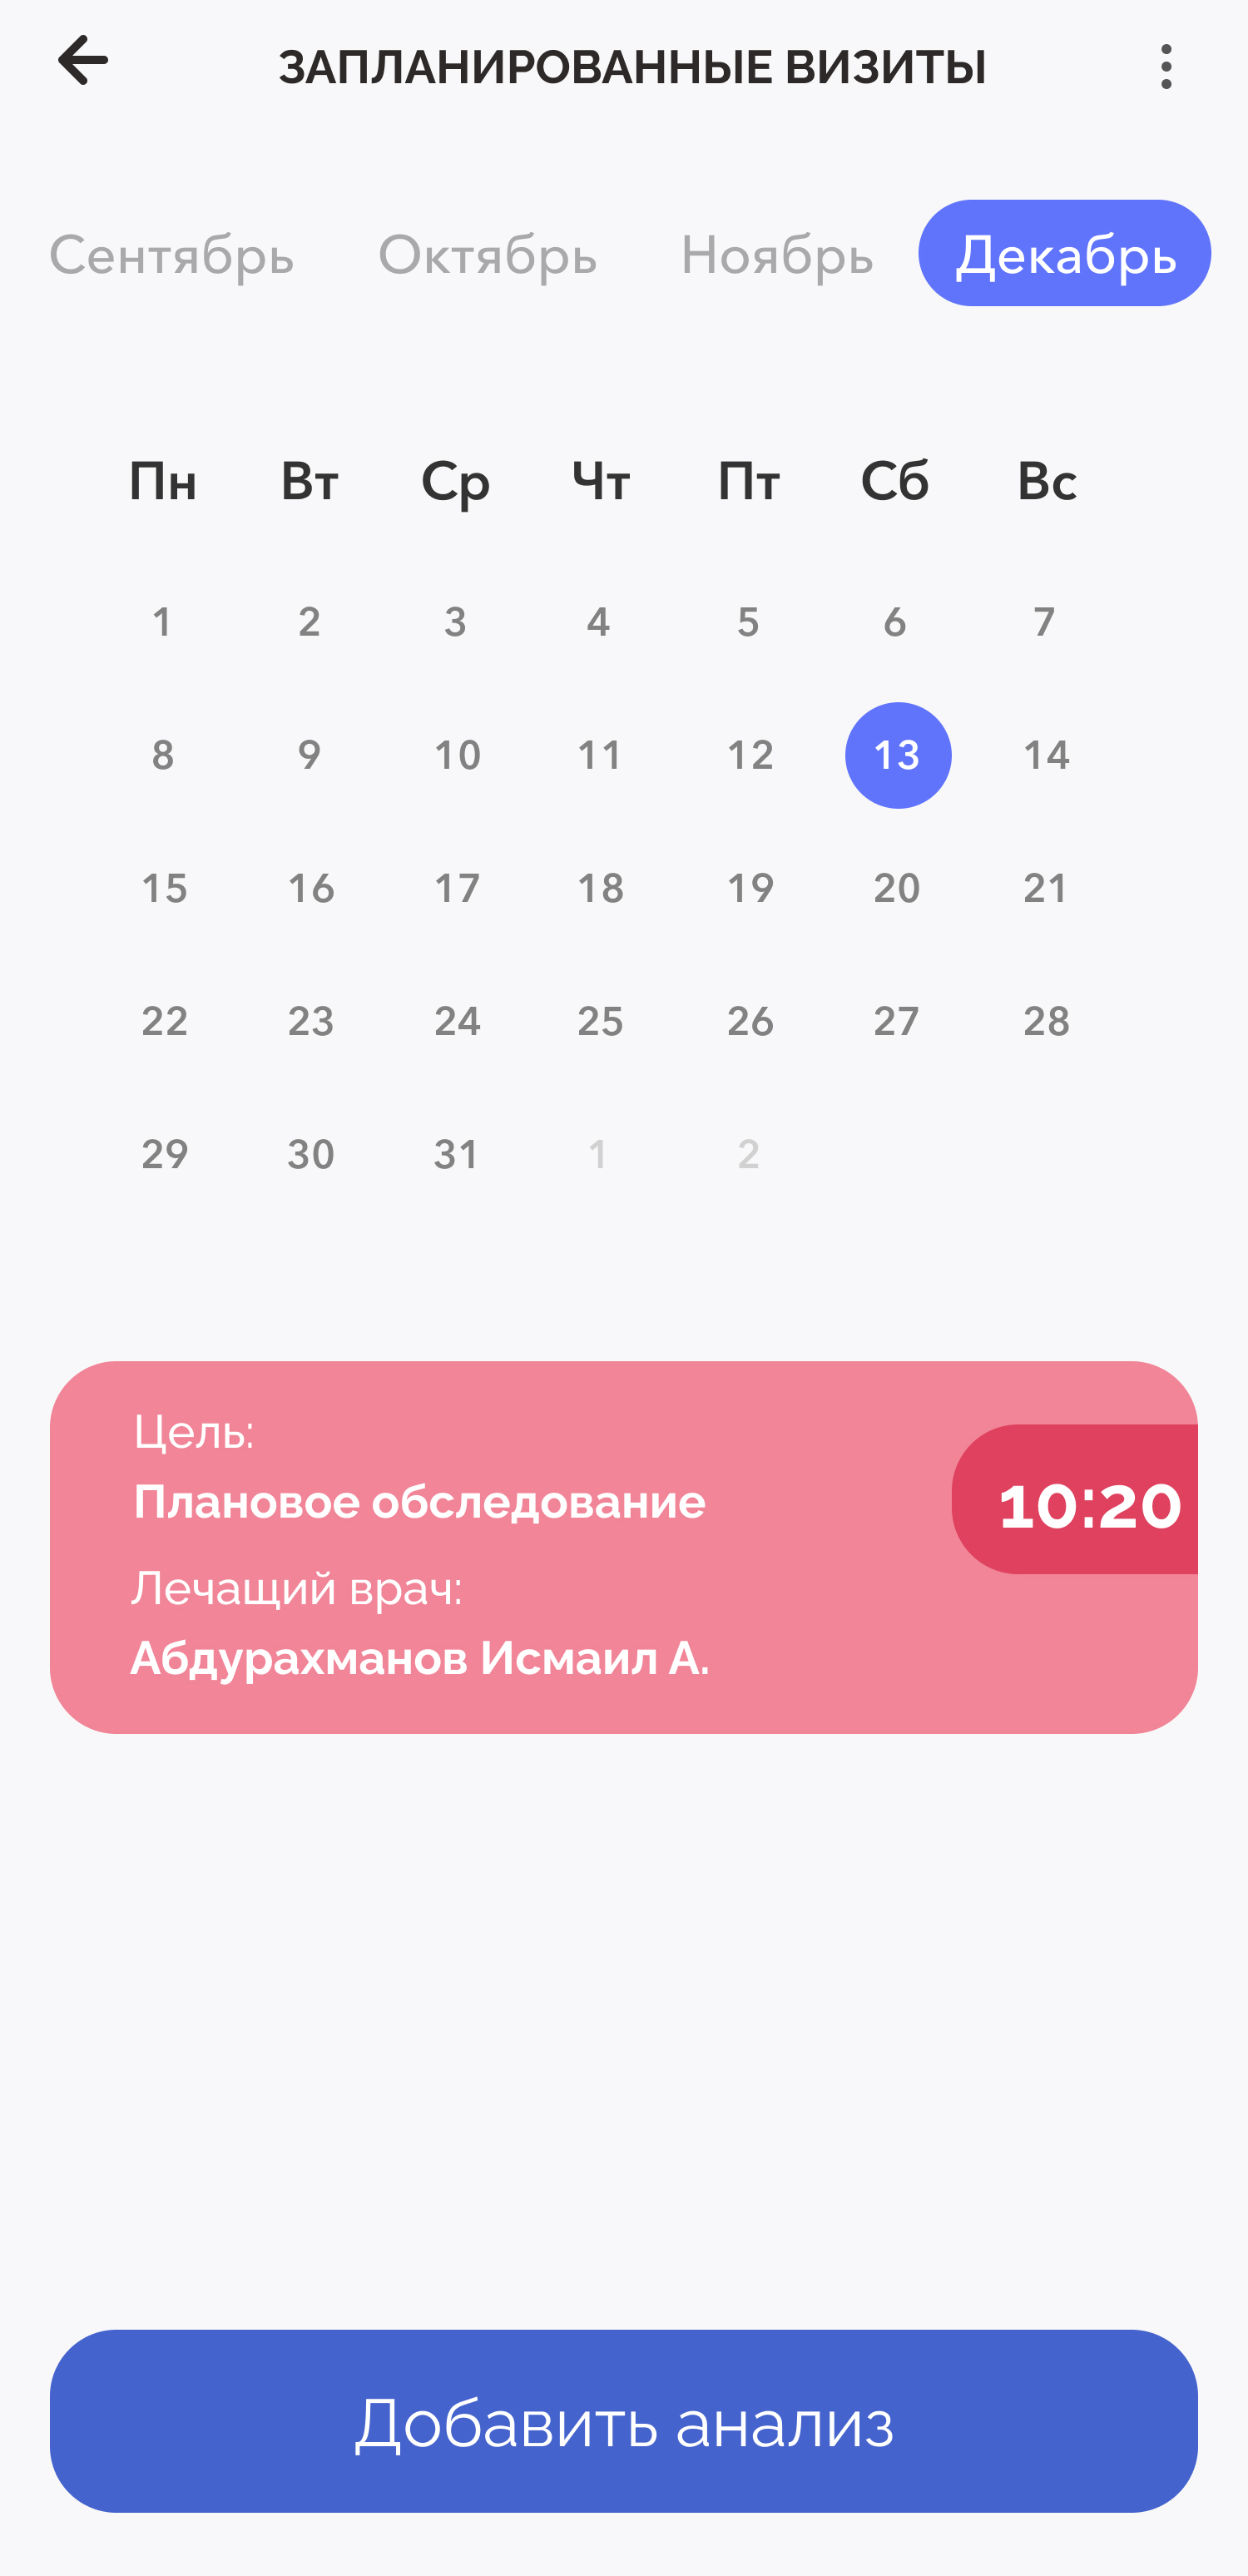 ЗАПЛАНИРОВАННЫЕ ВИЗИТЫ
Сентябрь Октябрь Ноябрь Декабрь
Пн Вт Ср Чт Пт Сб Вс
1 2 3 4 5 6 7
8 9 10 11 12 13 14
15 16 17 18 19 20 21
22 23 24 25 26 27 28
29 30 31 1 2
Цель:
Плановое обследование
10:20
Лечащий врач:
Абдурахманов Исмаил А.
Добавить анализ